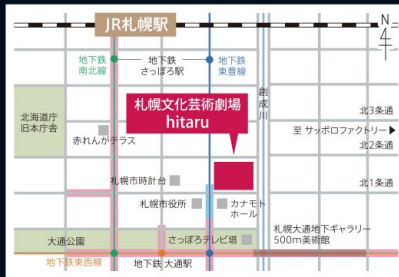 JR札幌駅
N
地下鉄
南北線
地下鉄
さっぽろ駅
地下鉄
東豊線
札幌文化芸術劇場
hitaru
創成川
北海道庁
旧本庁舎
赤れんがテラス
北3条通
至 サッポロファクトリー▶
北2条通
札幌市時計台
北1条通
札幌市役所
カナモト
ホール
大通公園
さっぽろテレビ塔
札幌大通地下ギャラリー
500m美術館
地下鉄東西線
地下鉄 大通駅